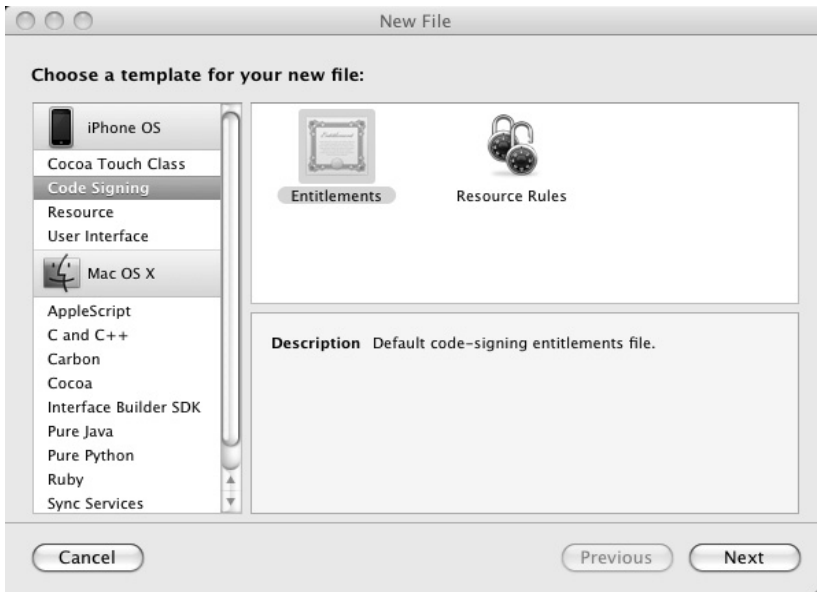 New File
Choose a template for your new file:
iPhone OS
Cocoa Touch Class
Code Signing
Resource
User Interface
Mac OS X
AppleScript
C and C++
Carbon
Cocoa
Interface Builder SDK
Pure Java
Pure Python
Ruby
Sync Services
Entitlements
Resource Rules
Description Default code-signing entitlements file.
Cancel
Previous
Next